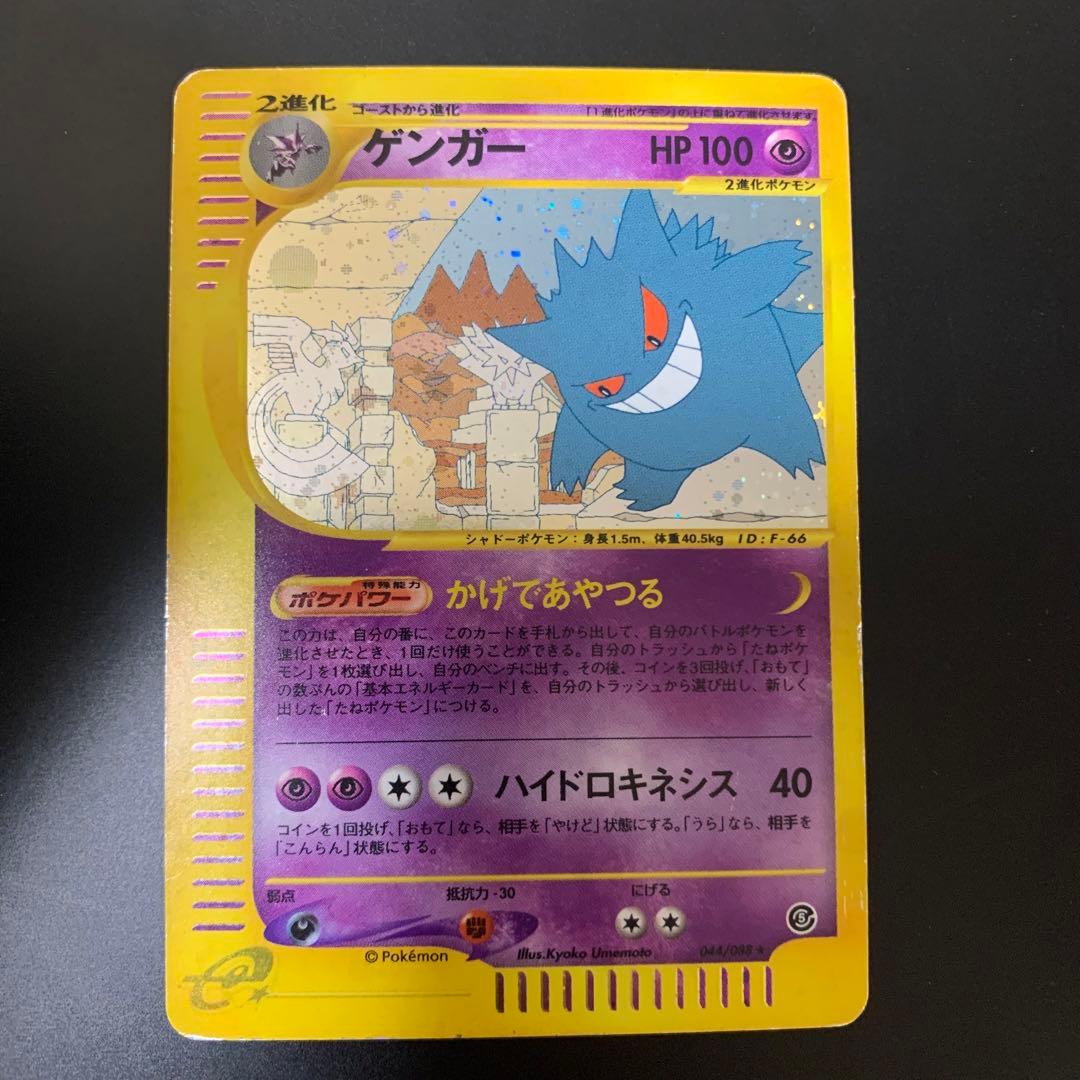 2進化
ゴーストから進化
「1進化ポケモン」の上に重ねて進化させます。
ゲンガー
HP 100
2進化ポケモン
シャドーポケモン：身長1.5m、体重40.5kg ID：F-66
特殊能力
ポケパワー
かげであやつる
この力は、自分の番に、このカードを手札から出して、自分のバトルポケモンを
進化させたとき、1回だけ使うことができる。自分のトラッシュから「たねポケ
モン」を1枚選び出し、自分のベンチに出す。その後、コインを3回投げ、「おもて」
の数ぶんの「基本エネルギーカード」を、自分のトラッシュから選び出し、新しく
出した「たねポケモン」につける。
ハイドロキネシス 40
コインを1回投げ、「おもて」なら、相手を「やけど」状態にする。「うら」なら、相手を
「こんらん」状態にする。
弱点
抵抗力 -30
にげる
5
© Pokémon
Illus. Kyoko Umemoto
044/088 ★
e